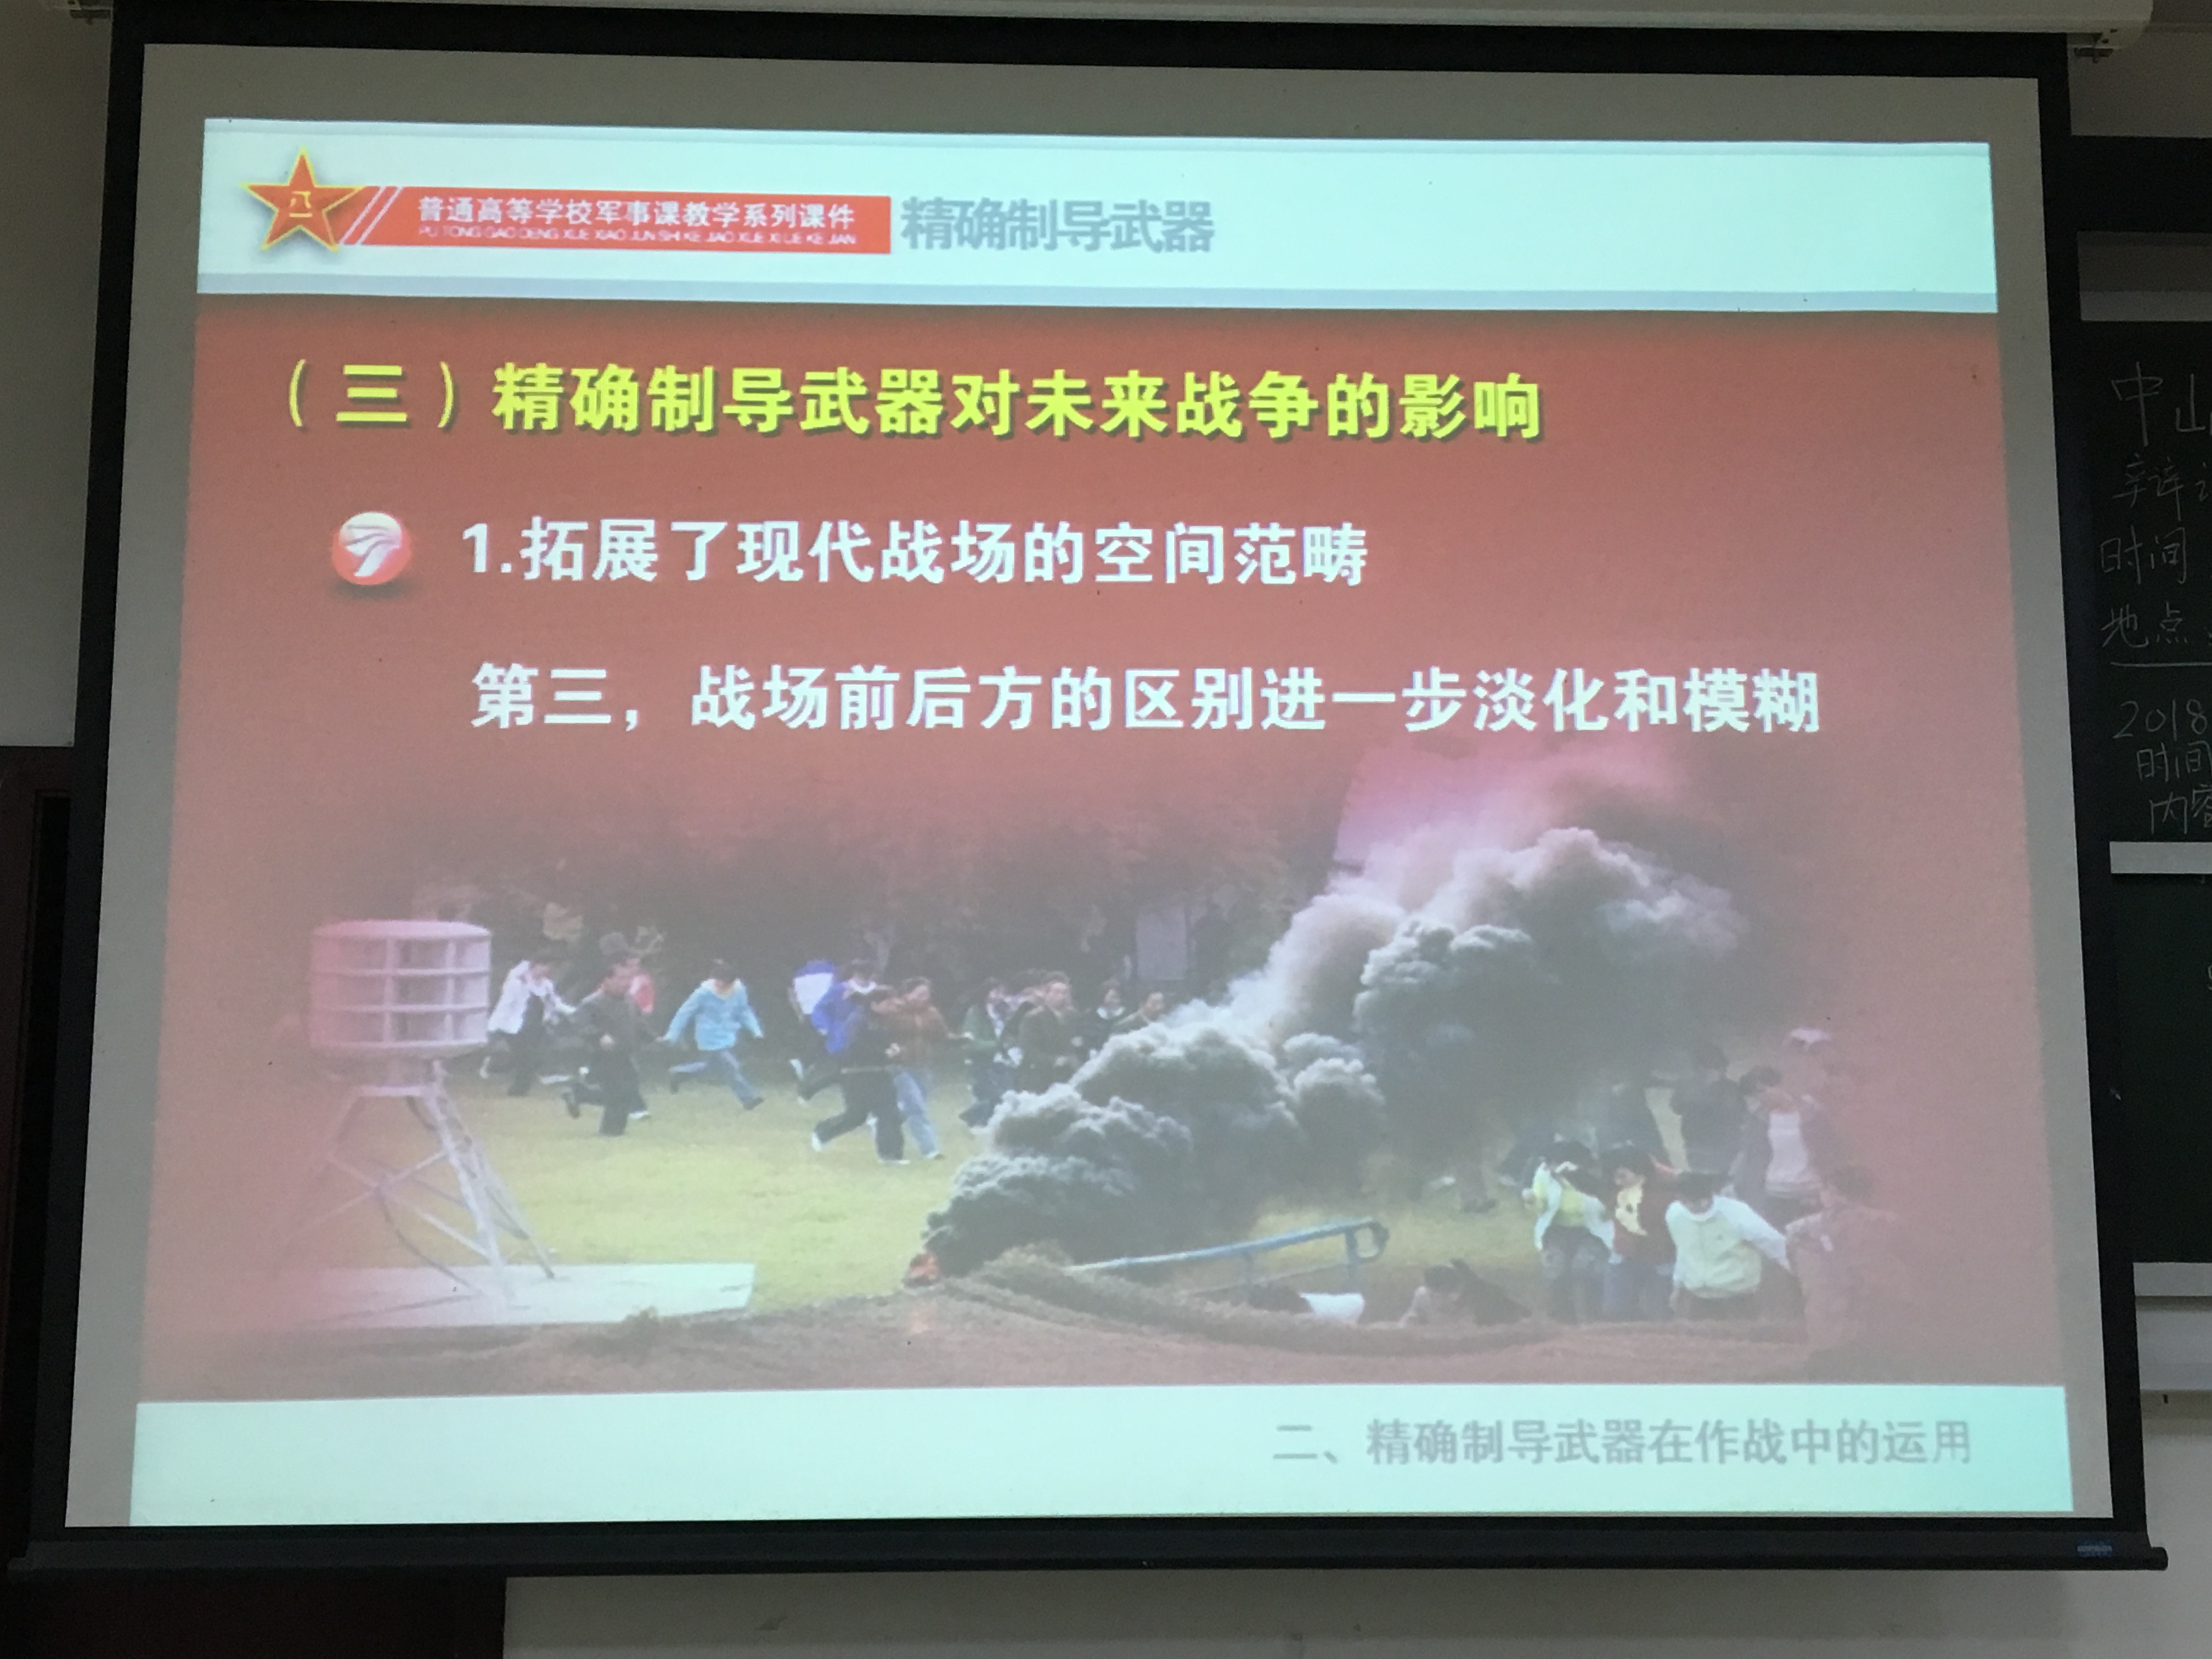 八一
普通高等学校军事课教学系列课件
PU TONG GAO DENG XUE XIAO JUN SHI KE JIAO XUE XI LIE KE JIAN
精确制导武器
（三）精确制导武器对未来战争的影响
1.拓展了现代战场的空间范畴
第三，战场前后方的区别进一步淡化和模糊
二、精确制导武器在作战中的运用
中山
辩
时间
地点
2018
时间
内容